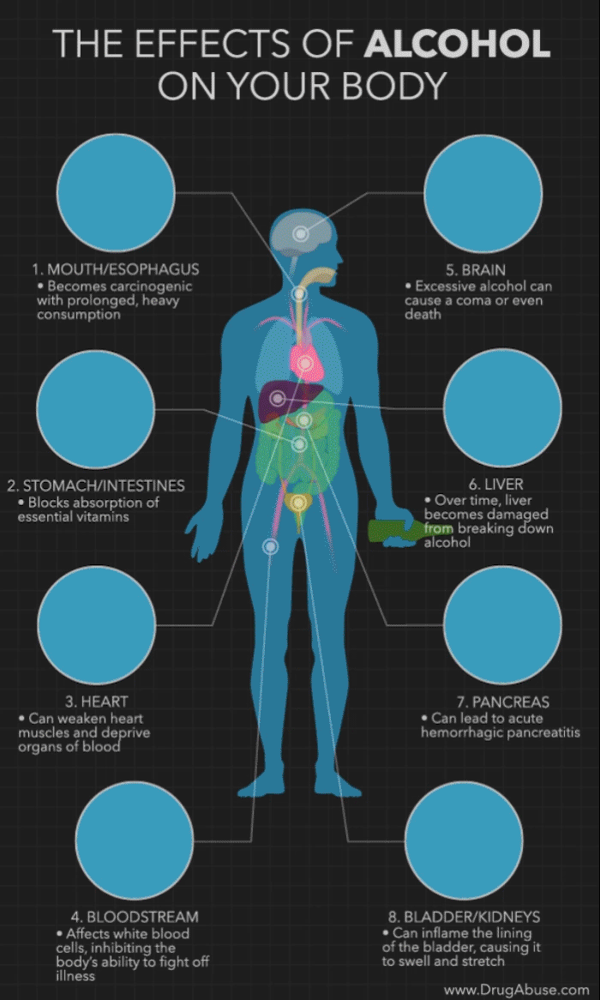 THE EFFECTS OF ALCOHOL
ON YOUR BODY
1. MOUTH/ESOPHAGUS
• Becomes carcinogenic
with prolonged, heavy
consumption
5. BRAIN
• Excessive alcohol can
cause a coma or even
death
2. STOMACH/INTESTINES
• Blocks absorption of
essential vitamins
6. LIVER
• Over time, liver
becomes damaged
from breaking down
alcohol
3. HEART
• Can weaken heart
muscles and deprive
organs of blood
7. PANCREAS
• Can lead to acute
hemorrhagic pancreatitis
4. BLOODSTREAM
• Affects white blood
cells, inhibiting the
body's ability to fight off
illness
8. BLADDER/KIDNEYS
• Can inflame the lining
of the bladder, causing it
to swell and stretch
www.DrugAbuse.com